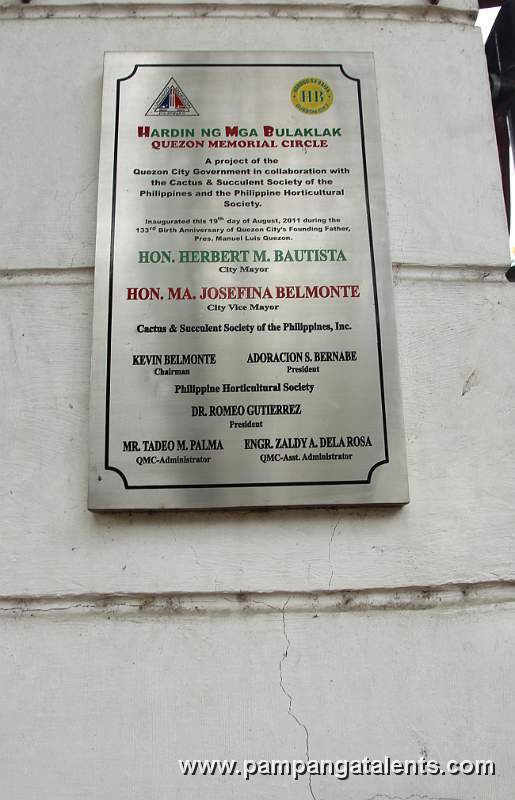 HARDIN NG MGA BULAKLAK
QUEZON MEMORIAL CIRCLE
A project of the
Quezon City Government in collaboration with
the Cactus & Succulent Society of the
Philippines and the Philippine Horticultural
Society.
Inaugurated this 19th day of August, 2011 during the
133rd Birth Anniversary of Quezon City's Founding Father,
Pres. Manuel Luis Quezon.
HON. HERBERT M. BAUTISTA
City Mayor
HON. MA. JOSEFINA BELMONTE
City Vice Mayor
Cactus & Succulent Society of the Philippines, Inc.
KEVIN BELMONTE ADORACION S. BERNABE
Chairman President
Philippine Horticultural Society
DR. ROMEO GUTIERREZ
President
MR. TADEO M. PALMA ENGR. ZALDY A. DELA ROSA
QMC-Administrator QMC-Asst. Administrator
HB
www.pampangatalents.com